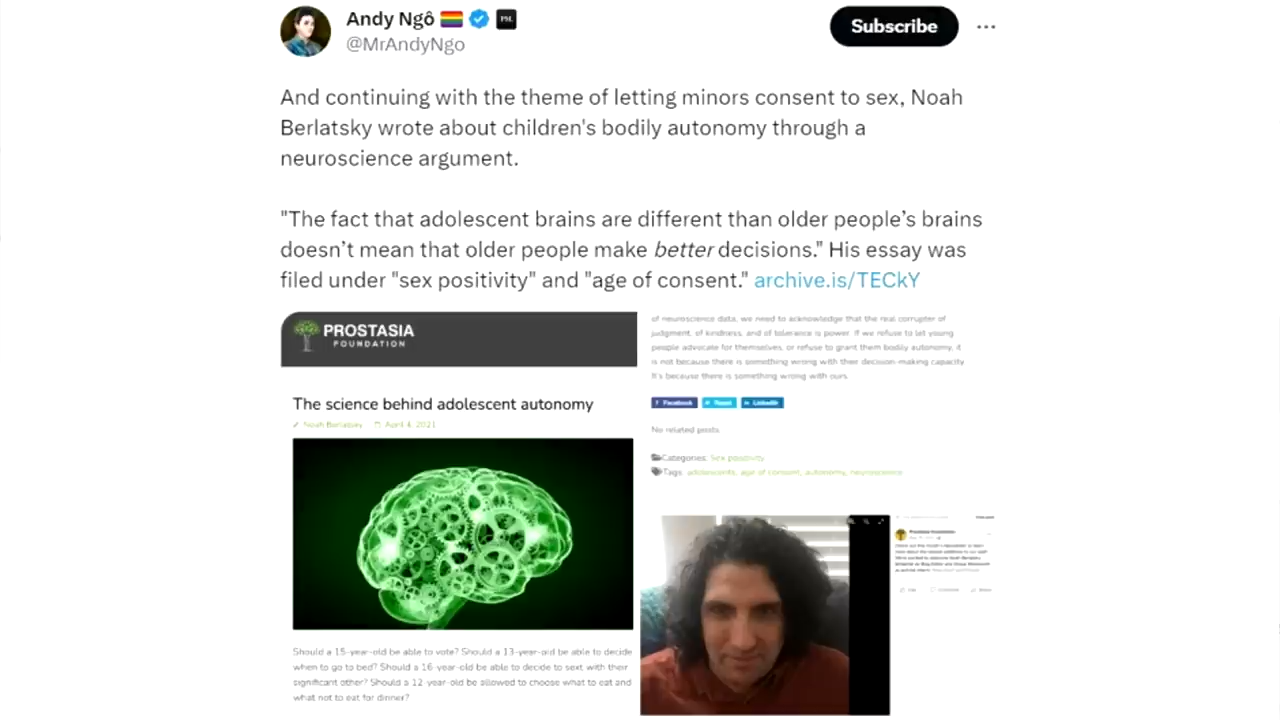 Andy Ngô
@MrAndyNgo
Subscribe
And continuing with the theme of letting minors consent to sex, Noah
Berlatsky wrote about children's bodily autonomy through a
neuroscience argument.
"The fact that adolescent brains are different than older people’s brains
doesn’t mean that older people make better decisions." His essay was
filed under "sex positivity" and "age of consent." archive.is/TECkY
PROSTASIA
FOUNDATION
The science behind adolescent autonomy
Noah Berlatsky April 4, 2021
Should a 15-year-old be able to vote? Should a 13-year-old be able to decide
when to go to bed? Should a 16-year-old be able to decide to sext with their
significant other? Should a 12-year-old be allowed to choose what to eat and
what not to eat for dinner?
of neuroscience data, we need to acknowledge that the real corrupter of
judgment, of kindness, and of tolerance is power. If we refuse to let young
people advocate for themselves, or refuse to grant them bodily autonomy, it
is not because there is something wrong with their decision-making capacity
It's because there is something wrong with ours
Facebook Tweet LinkedIn
No related posts.
Categories: Sex positivity
Tags: adolescents, age of consent, autonomy, neuroscience